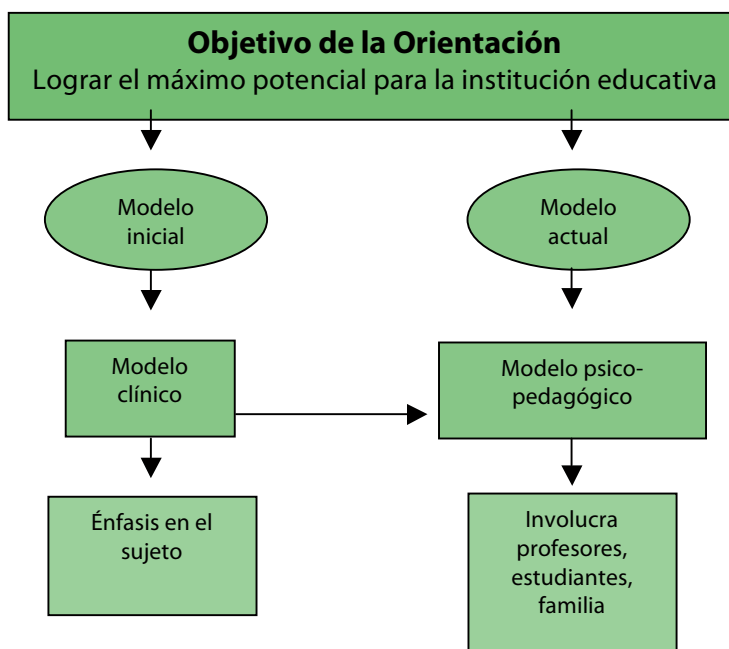 Objetivo de la Orientación
Lograr el máximo potencial para la institución educativa
Modelo
inicial
Modelo
actual
Modelo
clínico
Modelo psico-
pedagógico
Énfasis en el
sujeto
Involucra
profesores,
estudiantes,
familia